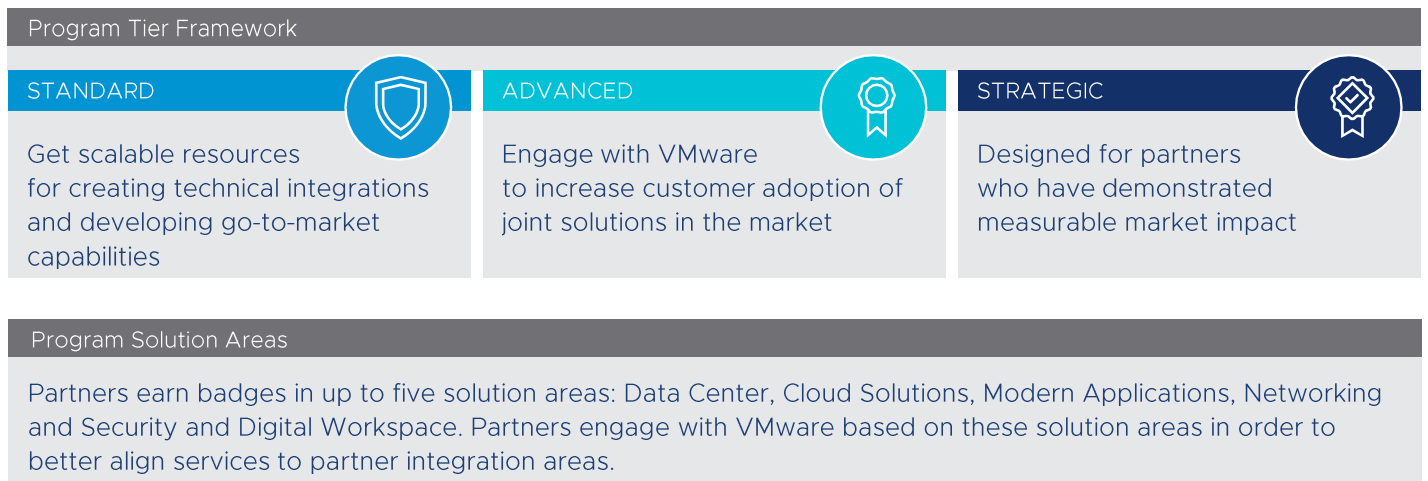 Program Tier Framework
STANDARD
Get scalable resources
for creating technical integrations
and developing go-to-market
capabilities
ADVANCED
Engage with VMware
to increase customer adoption of
joint solutions in the market
STRATEGIC
Designed for partners
who have demonstrated
measurable market impact
Program Solution Areas
Partners earn badges in up to five solution areas: Data Center, Cloud Solutions, Modern Applications, Networking
and Security and Digital Workspace. Partners engage with VMware based on these solution areas in order to
better align services to partner integration areas.